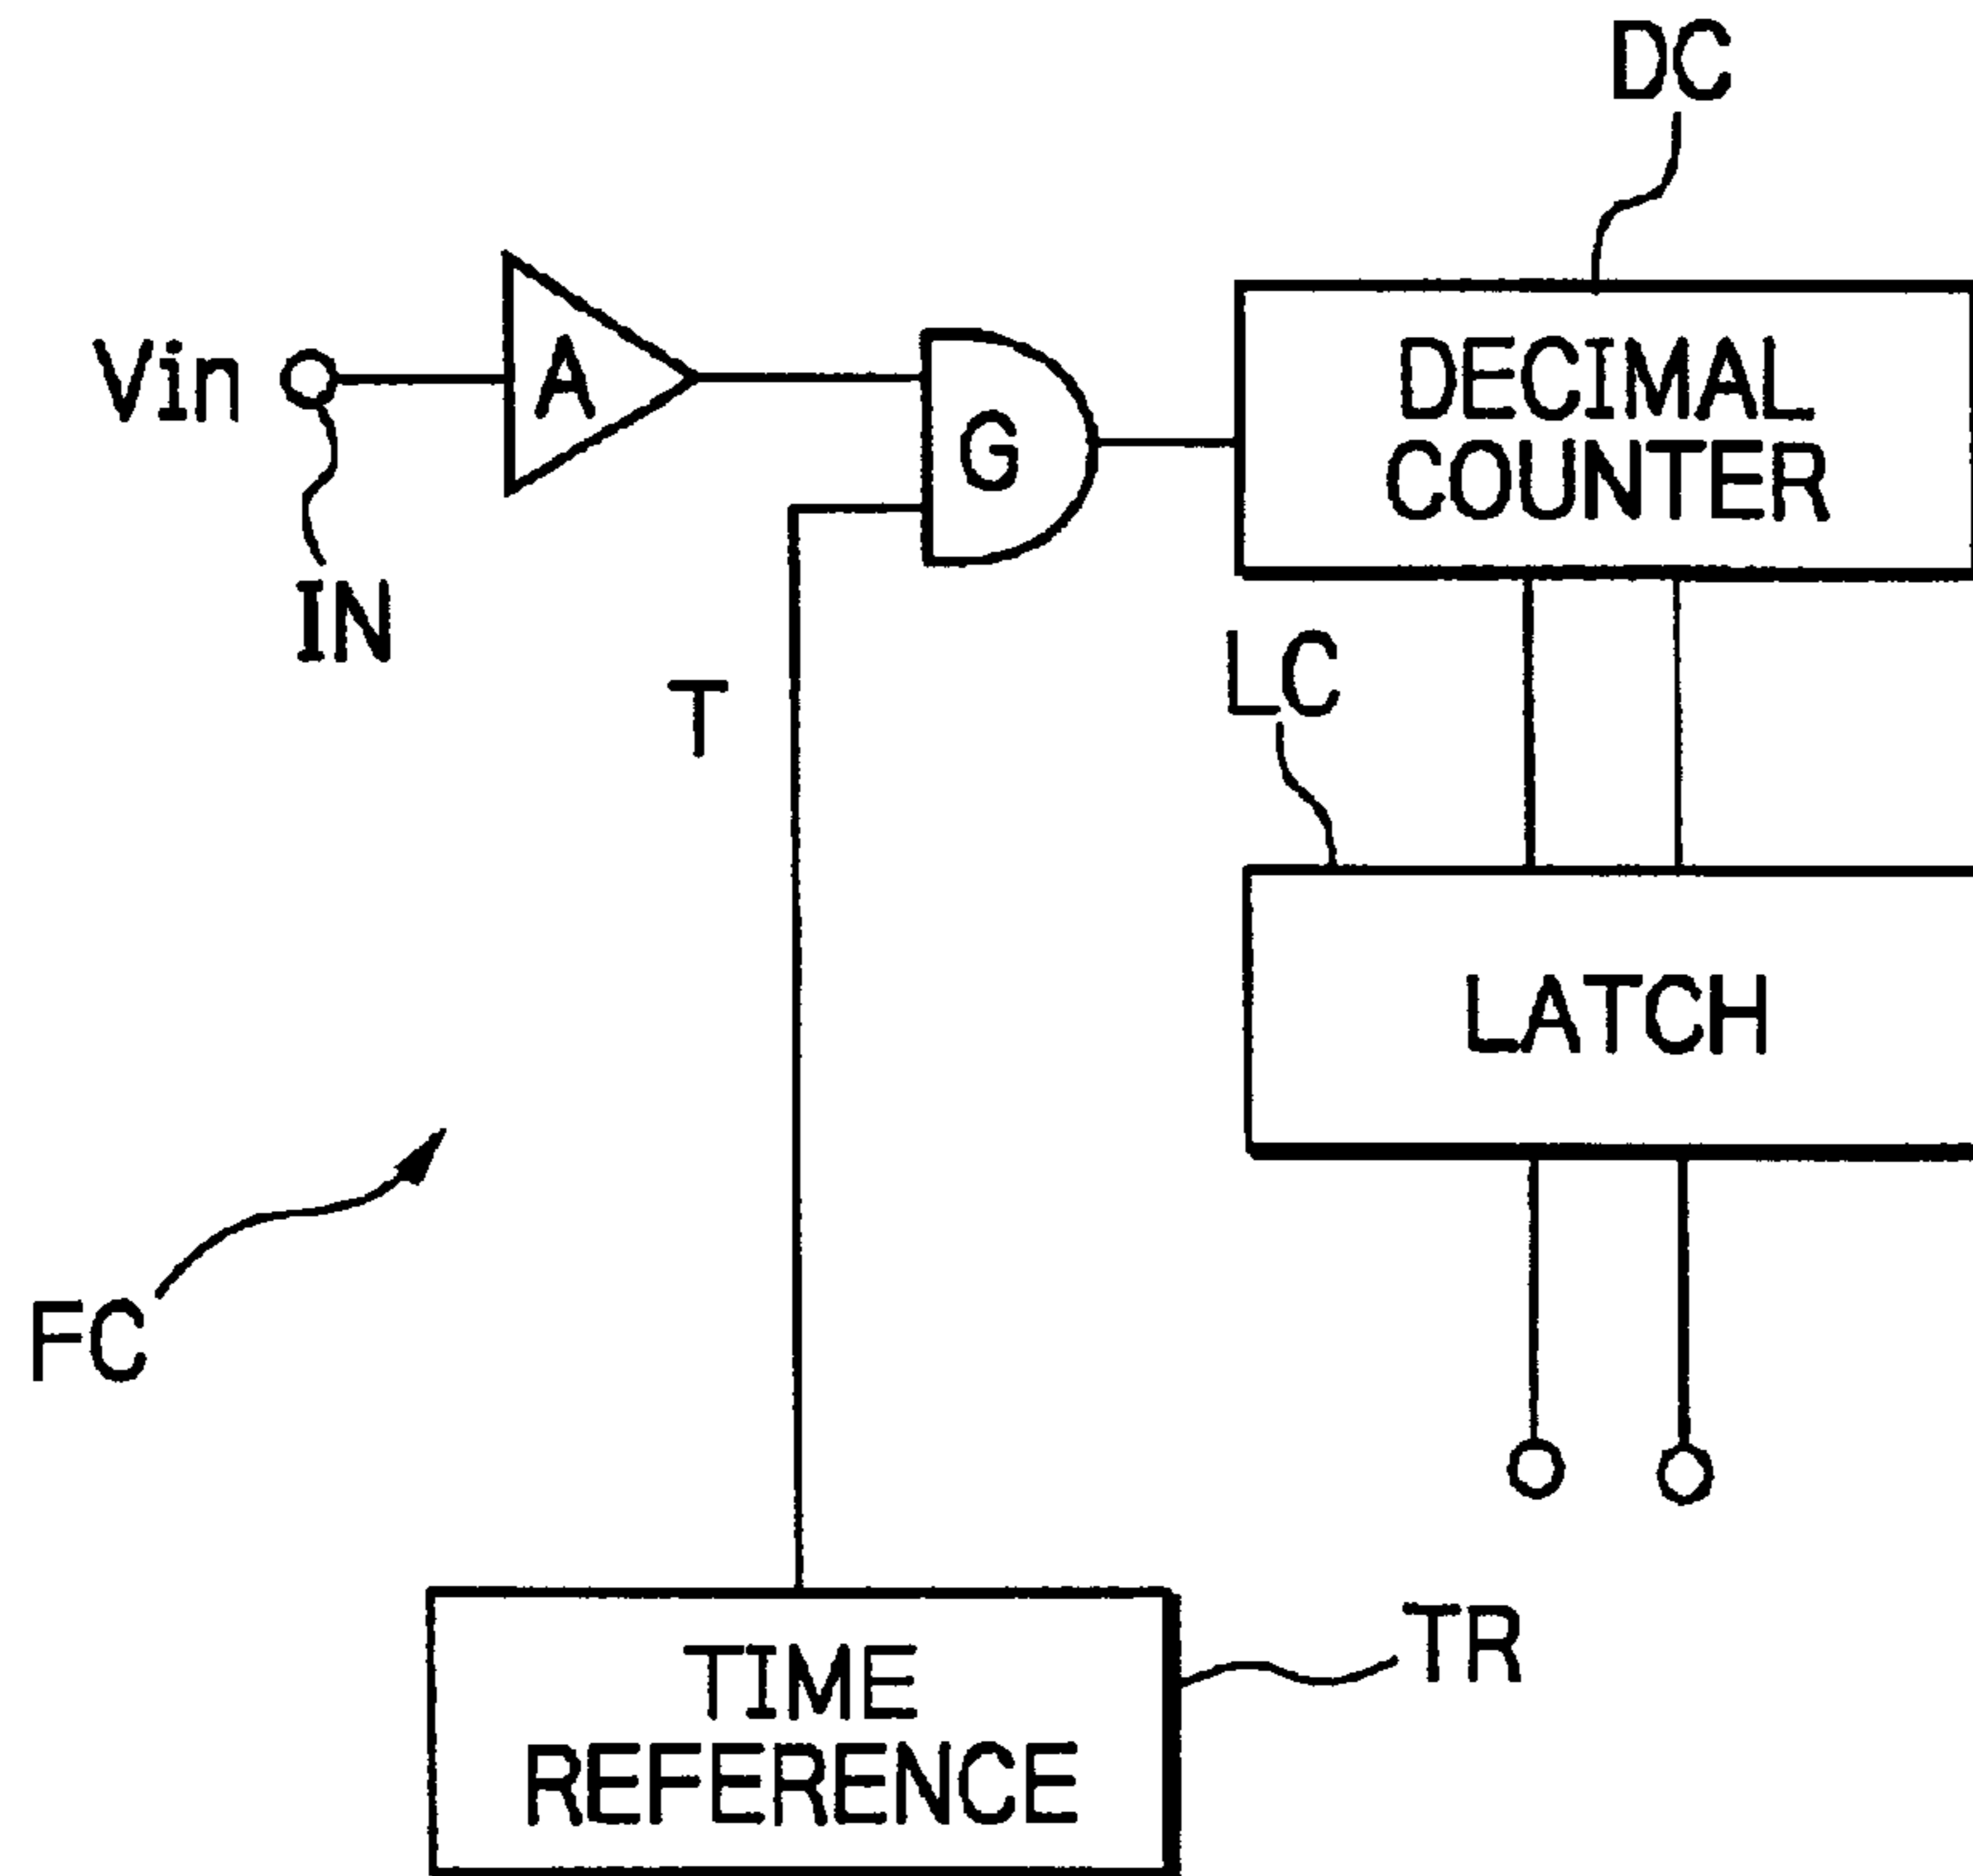 DC
Vin
A
G
DECIMAL
COUNTER
IN
T
LC
LATCH
FC
TIME
REFERENCE
TR